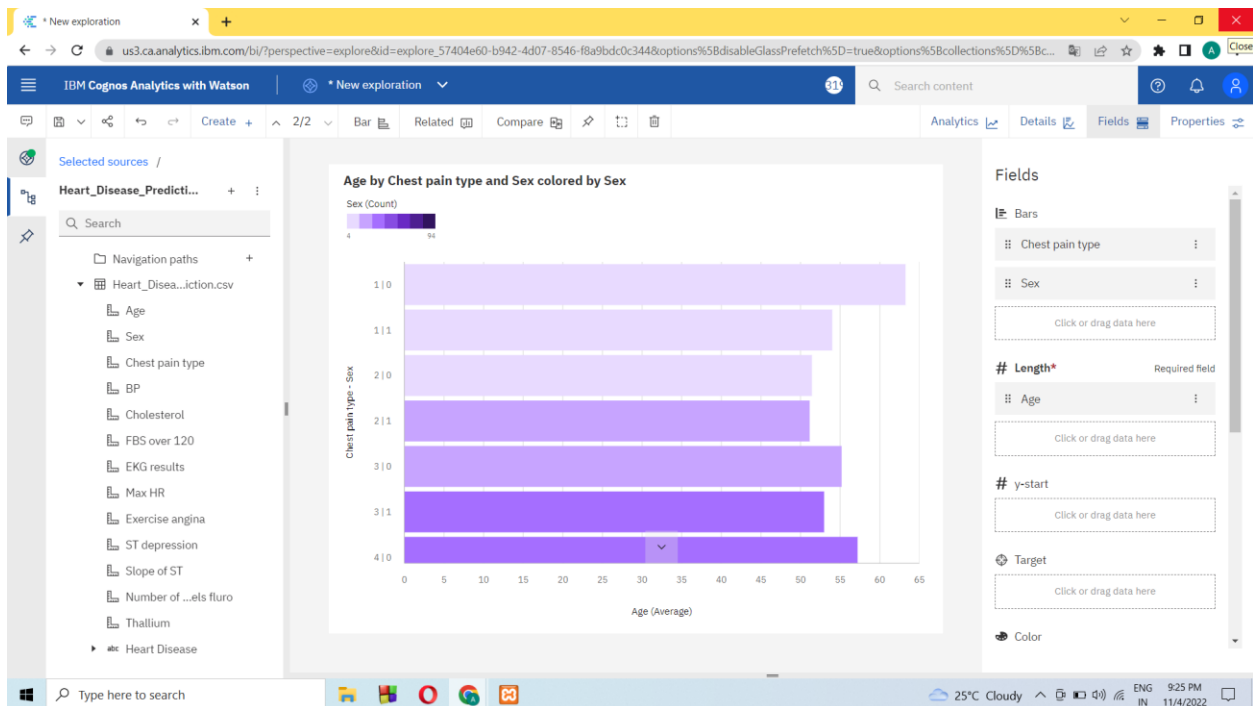 * New exploration
us3.ca.analytics.ibm.com/bi/?perspective=explore&id=explore_57404e60-b942-4d07-8546-f8a9bdc0c344&options%5BdisableGlassPrefetch%5D=true&options%5Bcollections%5D%5Bc...
A
Close
IBM Cognos Analytics with Watson
* New exploration
Search content
Create +
2/2
Bar
Related
Compare
Analytics
Details
Fields
Properties
Selected sources /
Heart_Disease_Predicti...
Search
Navigation paths
Heart_Disea...iction.csv
Age
Sex
Chest pain type
BP
Cholesterol
FBS over 120
EKG results
Max HR
Exercise angina
ST depression
Slope of ST
Number of ...els fluro
Thallium
abc Heart Disease
Age by Chest pain type and Sex colored by Sex
Sex (Count)
4 94
Chest pain type - Sex
1|0
1|1
2|0
2|1
3|0
3|1
4|0
0 5 10 15 20 25 30 35 40 45 50 55 60 65
Age (Average)
Fields
Bars
Chest pain type
Sex
Click or drag data here
# Length* Required field
Age
Click or drag data here
# y-start
Click or drag data here
Target
Click or drag data here
Color
Type here to search
25°C Cloudy
ENG
IN
9:25 PM
11/4/2022